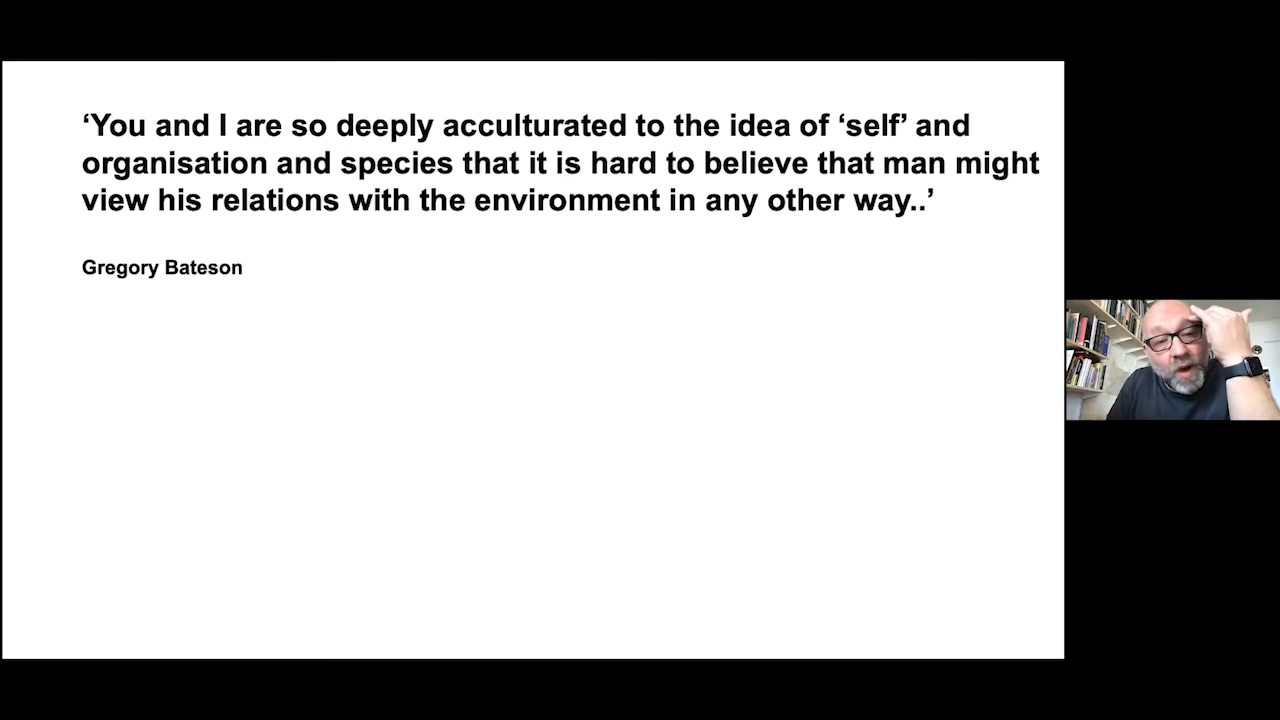 ‘You and I are so deeply acculturated to the idea of ‘self’ and
organisation and species that it is hard to believe that man might
view his relations with the environment in any other way..’
Gregory Bateson